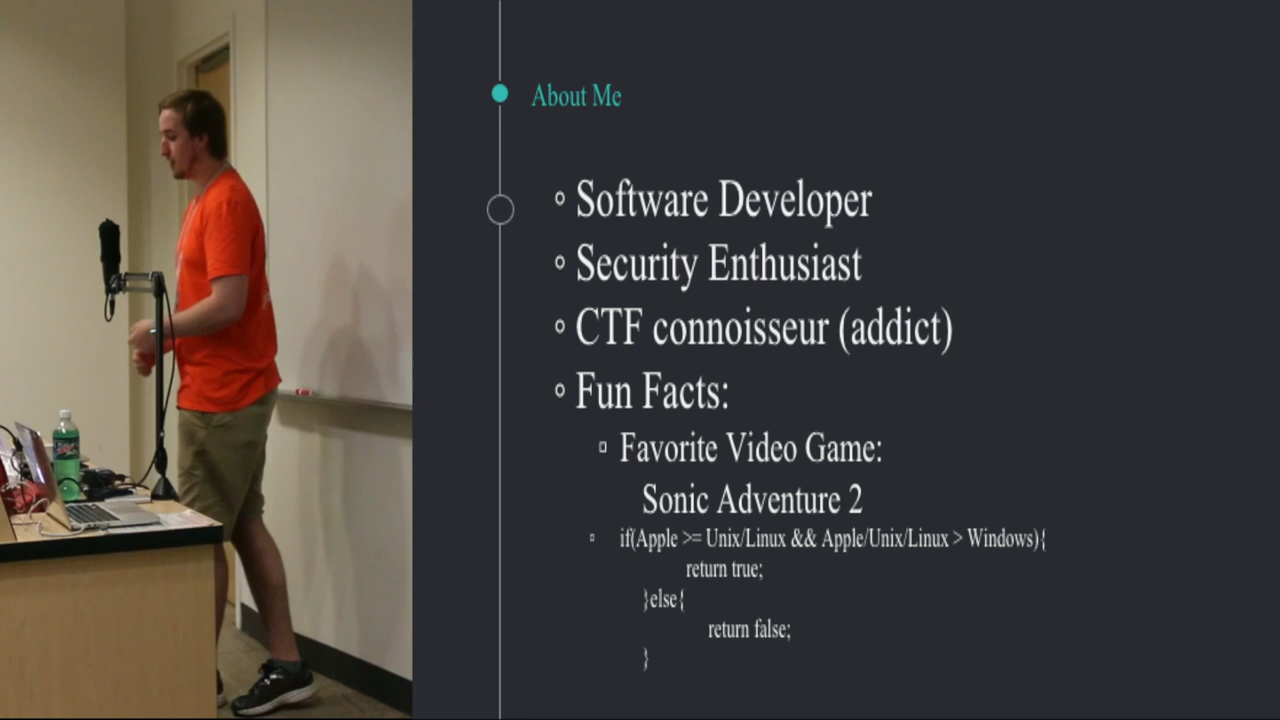 About Me
Software Developer
Security Enthusiast
CTF connoisseur (addict)
Fun Facts:
Favorite Video Game:
Sonic Adventure 2
if(Apple >= Unix/Linux && Apple/Unix/Linux > Windows){
return true;
}else{
return false;
}